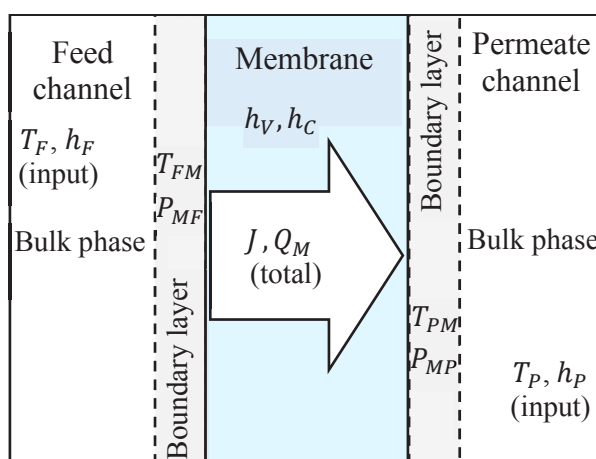 Feed
channel
T_F, h_F
(input)
Bulk phase
T_FM
P_MF
Boundary layer
Membrane
h_V, h_C
J, Q_M
(total)
Boundary layer
T_PM
P_MP
Permeate
channel
Bulk phase
T_P, h_P
(input)